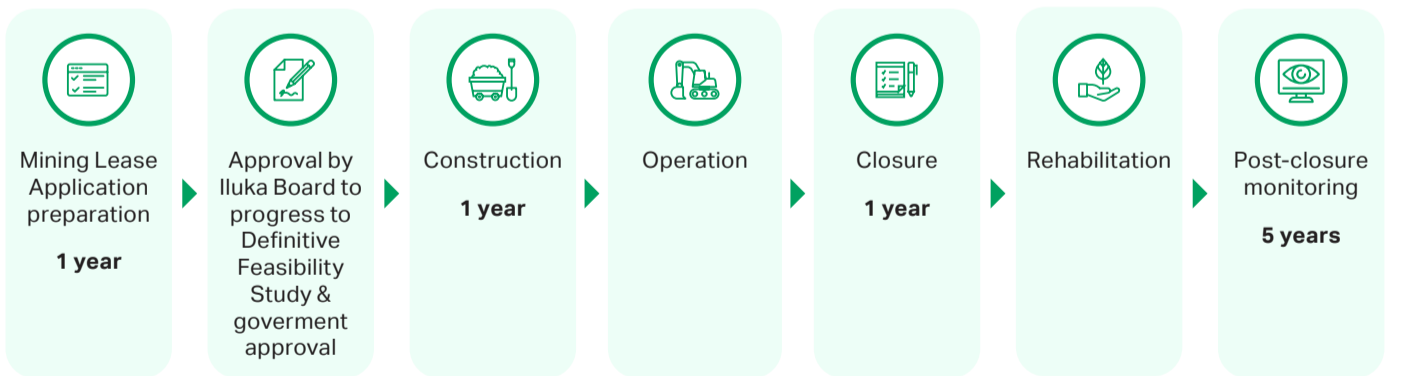 Mining Lease
Application
preparation
1 year
Approval by
Iluka Board to
progress to
Definitive
Feasibility
Study &
goverment
approval
Construction
1 year
Operation
Closure
1 year
Rehabilitation
Post-closure
monitoring
5 years